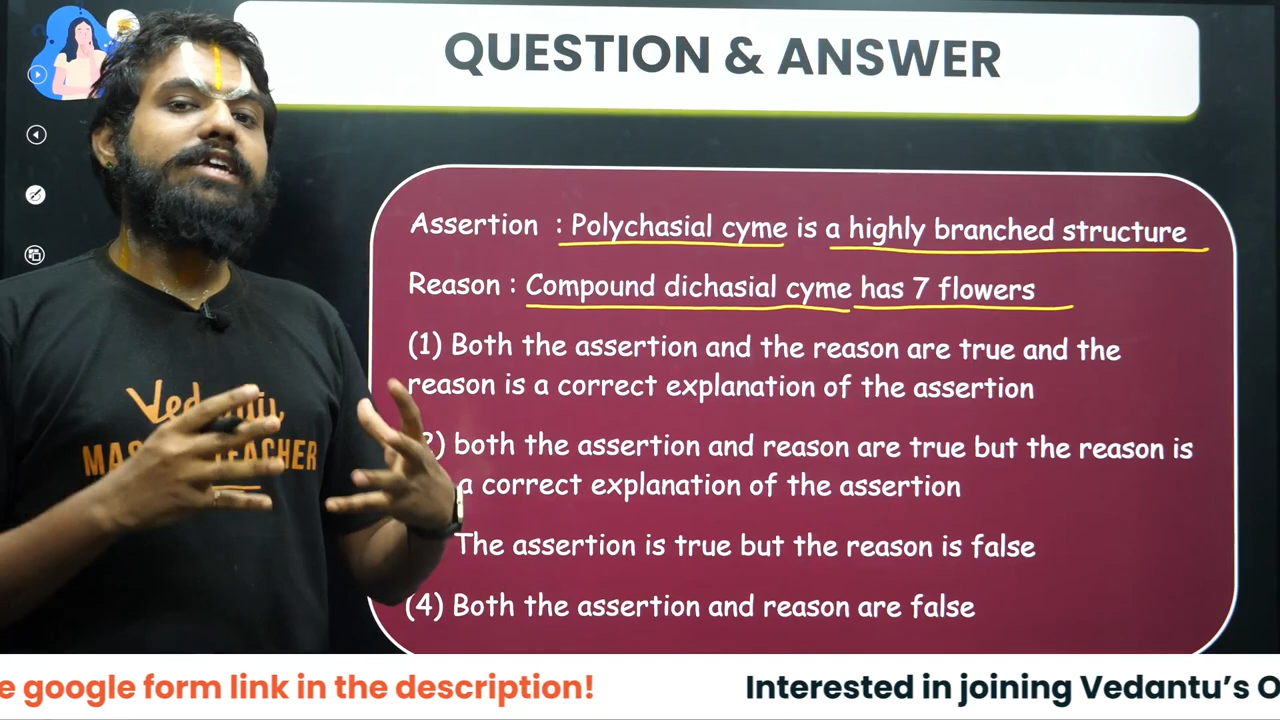 QUESTION & ANSWER
Assertion : Polychasial cyme is a highly branched structure
Reason : Compound dichasial cyme has 7 flowers
(1) Both the assertion and the reason are true and the
reason is a correct explanation of the assertion
both the assertion and reason are true but the reason is
a correct explanation of the assertion
The assertion is true but the reason is false
(4) Both the assertion and reason are false
e google form link in the description!
Interested in joining Vedantu's O